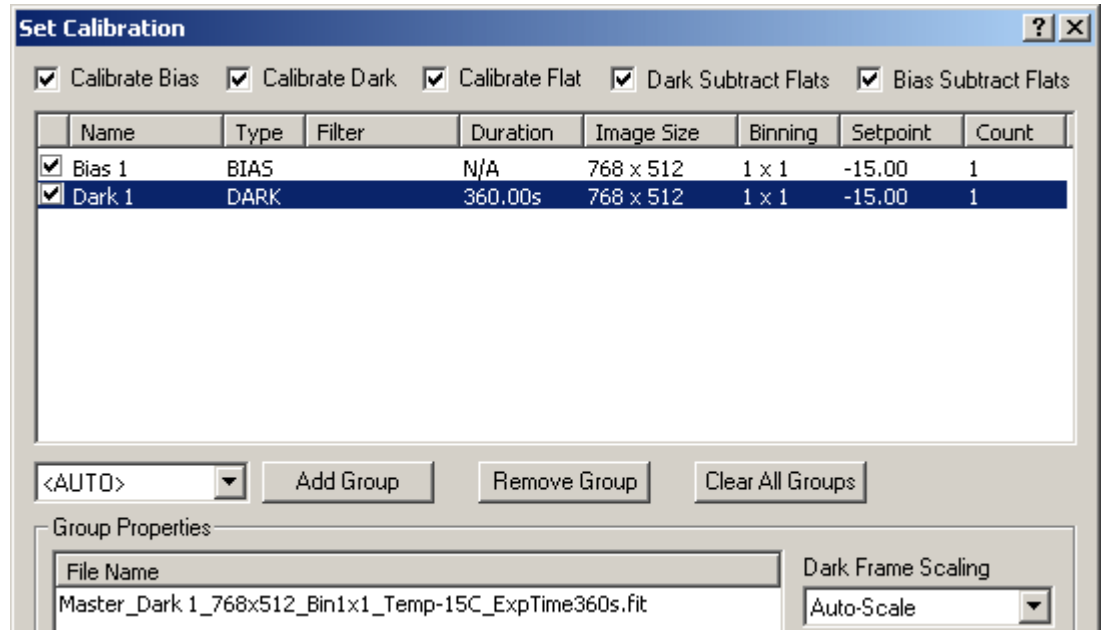 Set Calibration
Calibrate Bias Calibrate Dark Calibrate Flat Dark Subtract Flats Bias Subtract Flats
Name Type Filter Duration Image Size Binning Setpoint Count
Bias 1 BIAS N/A 768 x 512 1 x 1 -15.00 1
Dark 1 DARK 360.00s 768 x 512 1 x 1 -15.00 1
<AUTO> Add Group Remove Group Clear All Groups
Group Properties
File Name Dark Frame Scaling
Master_Dark 1_768x512_Bin1x1_Temp-15C_ExpTime360s.fit Auto-Scale